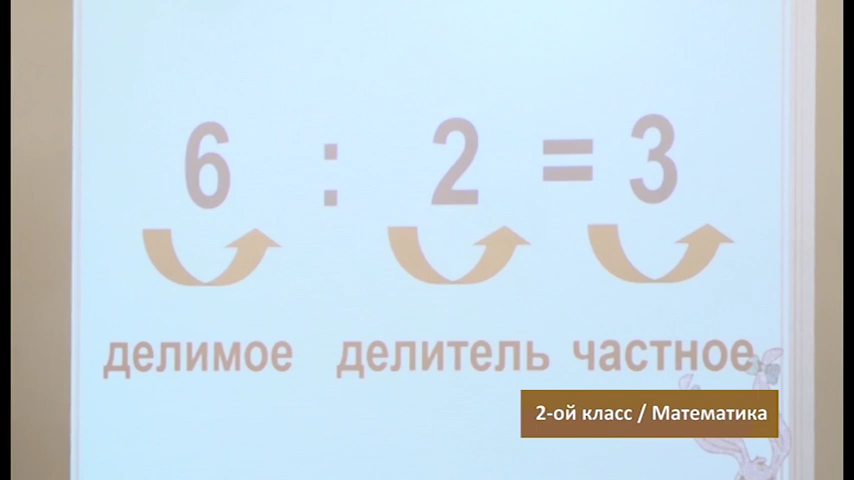 6 : 2 = 3
делимое делитель частное
2-ой класс / Математика